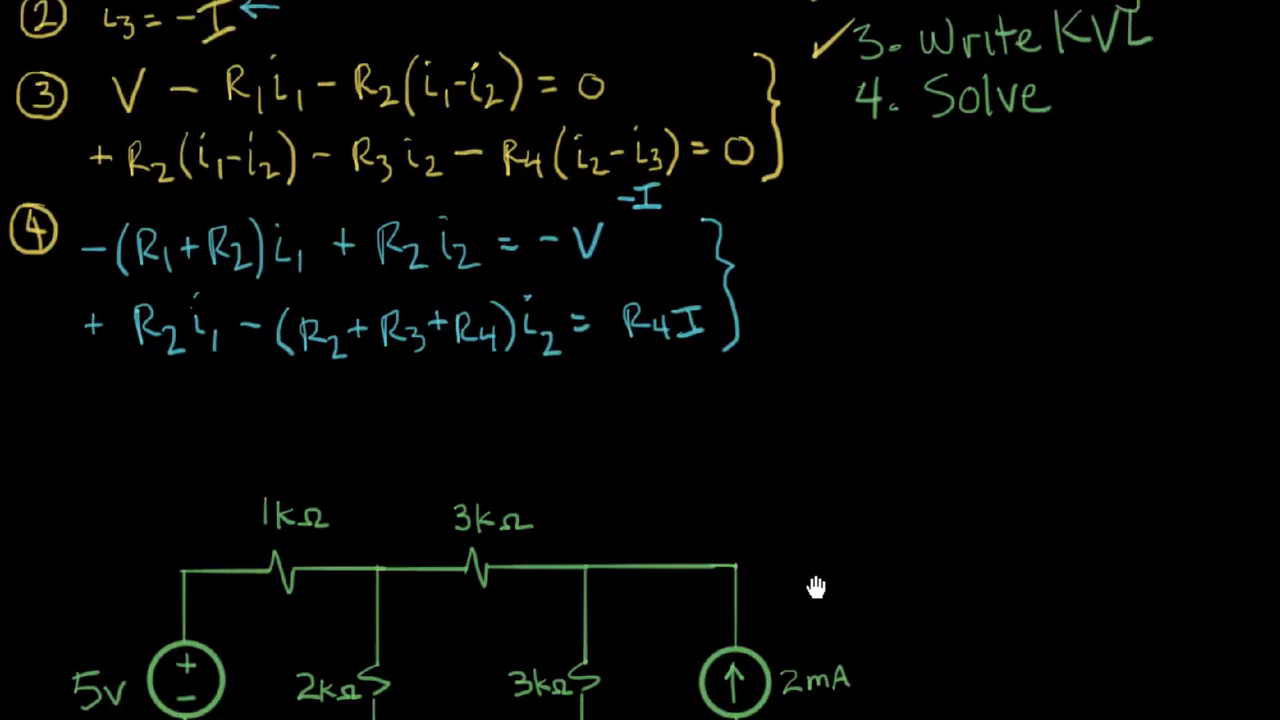 ② i₃ = -I ←
✓ 3. Write KVL
③ V - R₁i₁ - R₂(i₁-i₂) = 0
4. Solve
+ R₂(i₁-i₂) - R₃i₂ - R₄(i₂-i₃) = 0
-I
④ -(R₁+R₂)i₁ + R₂i₂ = -V
+ R₂i₁ - (R₂+R₃+R₄)i₂ = R₄I
1kΩ 3kΩ
5v + - 2kΩ 3kΩ ↑ 2mA